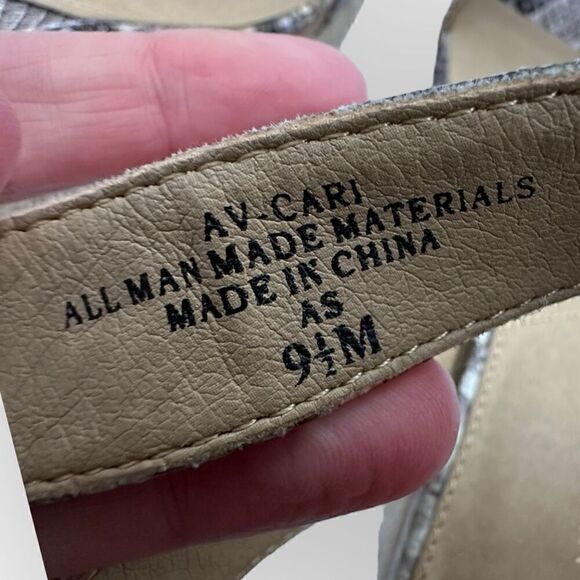 AV-CARI
ALL MAN MADE MATERIALS
MADE IN CHINA
AS
9½M